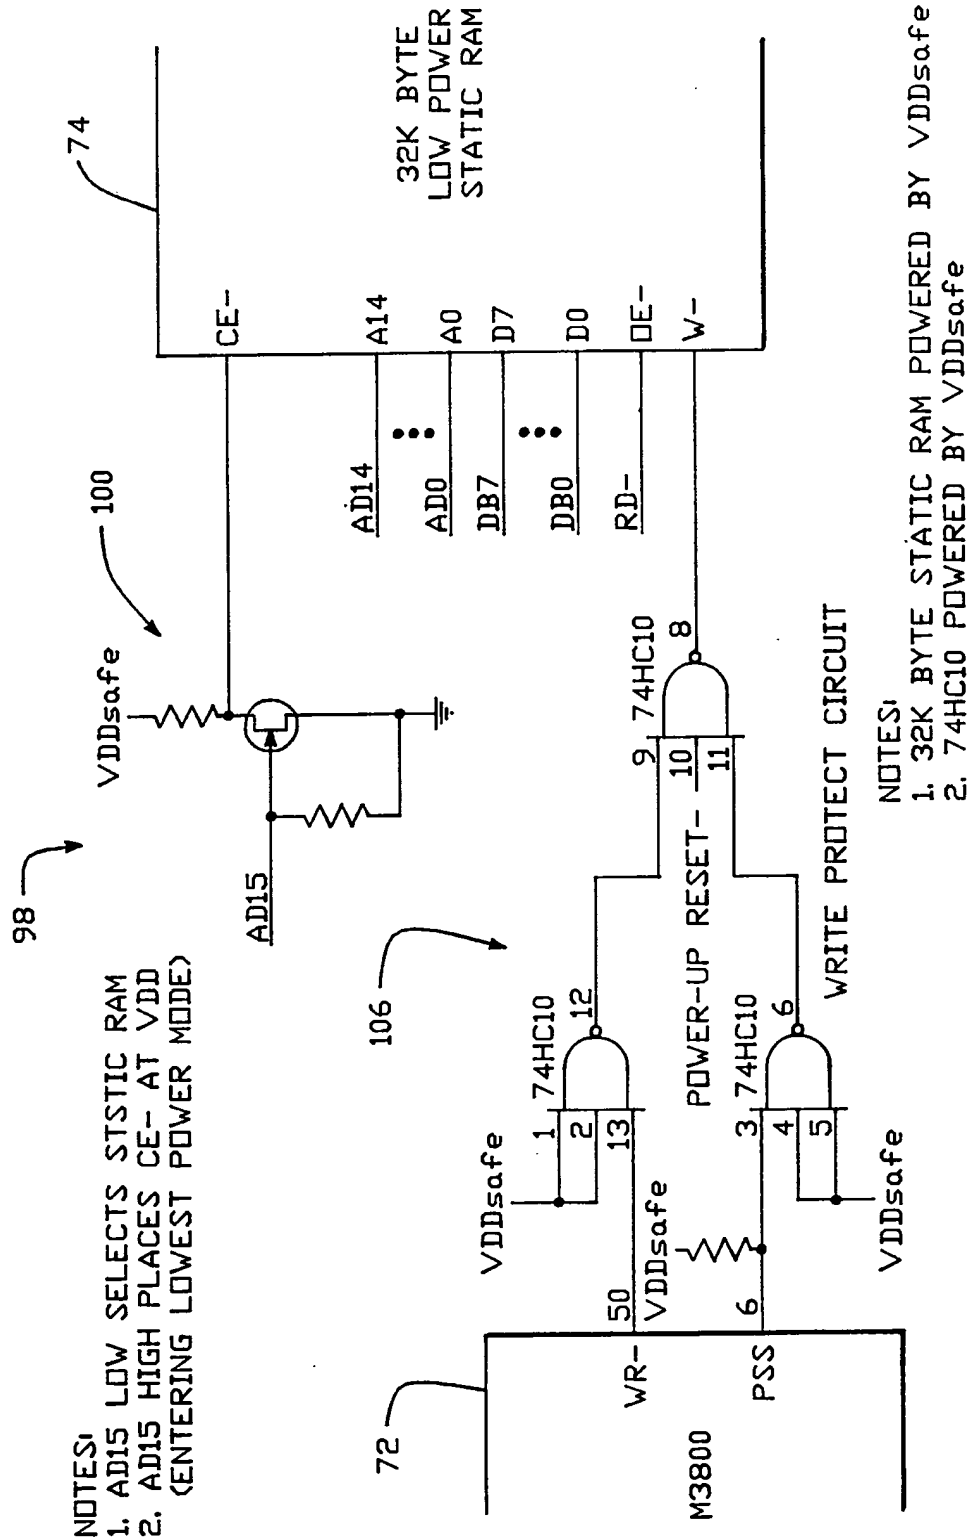 NOTES:
1. AD15 LOW SELECTS STSTIC RAM
2. AD15 HIGH PLACES CE- AT VDD
(ENTERING LOWEST POWER MODE)
98
100
74
VDDsafe
AD15
CE-
32K BYTE
LOW POWER
STATIC RAM
AD14
A14
AD0
A0
DB7
D7
DB0
D0
RD-
OE-
W-
106
72
M3800
WR-
50
PSS
6
VDDsafe
VDDsafe
1
2
13
74HC10
12
POWER-UP RESET-
3
4
5
74HC10
6
VDDsafe
9
10
11
74HC10
8
WRITE PROTECT CIRCUIT
NOTES:
1. 32K BYTE STATIC RAM POWERED BY VDDsafe
2. 74HC10 POWERED BY VDDsafe